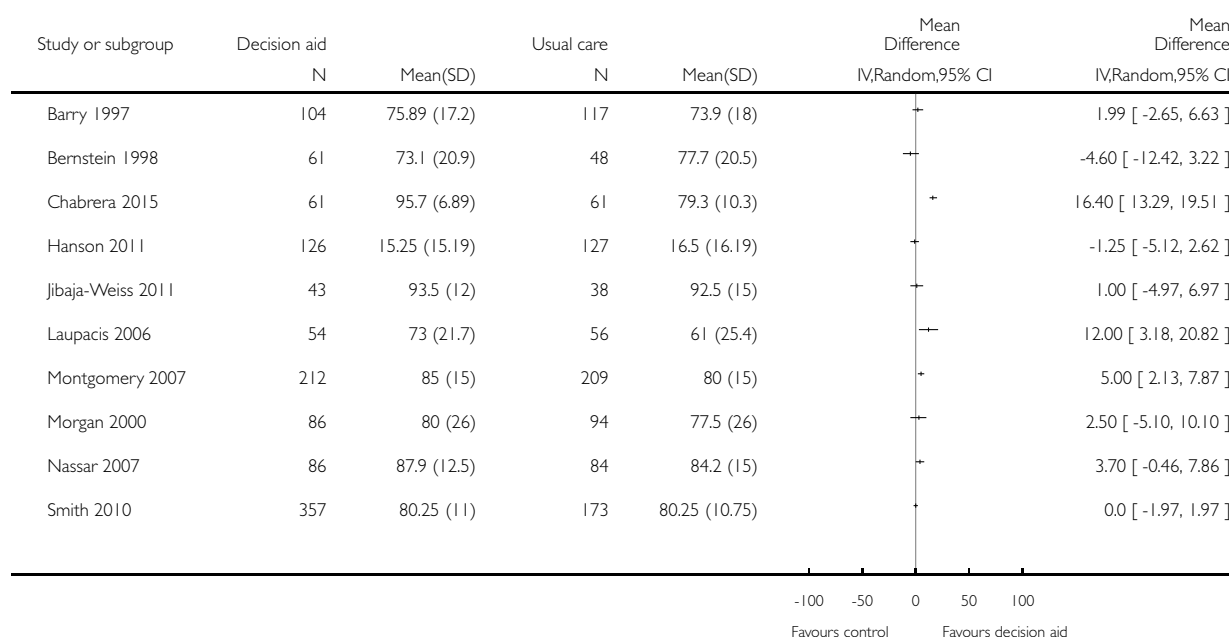 Mean Mean
Study or subgroup Decision aid Usual care Difference Difference
N Mean(SD) N Mean(SD) IV,Random,95% CI IV,Random,95% CI
Barry 1997 104 75.89 (17.2) 117 73.9 (18) 1.99 [ -2.65, 6.63 ]
Bernstein 1998 61 73.1 (20.9) 48 77.7 (20.5) -4.60 [ -12.42, 3.22 ]
Chabrera 2015 61 95.7 (6.89) 61 79.3 (10.3) 16.40 [ 13.29, 19.51 ]
Hanson 2011 126 15.25 (15.19) 127 16.5 (16.19) -1.25 [ -5.12, 2.62 ]
Jibaja-Weiss 2011 43 93.5 (12) 38 92.5 (15) 1.00 [ -4.97, 6.97 ]
Laupacis 2006 54 73 (21.7) 56 61 (25.4) 12.00 [ 3.18, 20.82 ]
Montgomery 2007 212 85 (15) 209 80 (15) 5.00 [ 2.13, 7.87 ]
Morgan 2000 86 80 (26) 94 77.5 (26) 2.50 [ -5.10, 10.10 ]
Nassar 2007 86 87.9 (12.5) 84 84.2 (15) 3.70 [ -0.46, 7.86 ]
Smith 2010 357 80.25 (11) 173 80.25 (10.75) 0.0 [ -1.97, 1.97 ]
-100 -50 0 50 100
Favours control Favours decision aid